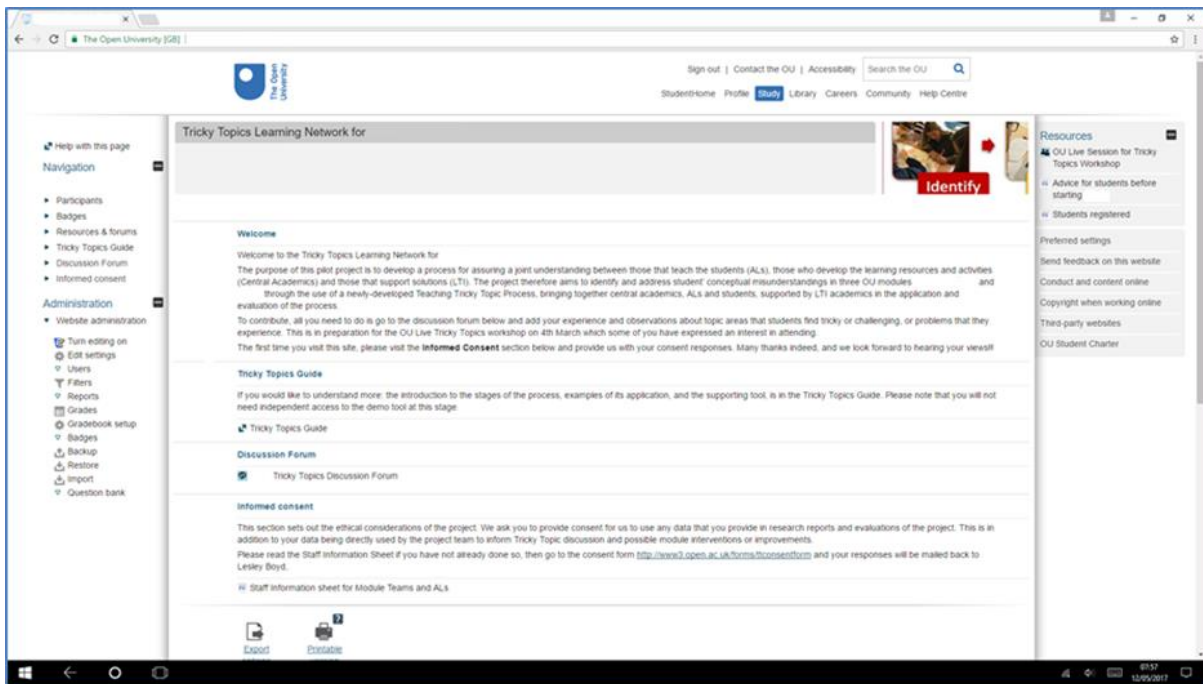 The Open University [GB]
The Open
University
Sign out | Contact the OU | Accessibility
Search the OU
StudentHome Profile Study Library Careers Community Help Centre
Help with this page
Navigation
Participants
Badges
Resources & forums
Tricky Topics Guide
Discussion Forum
Informed consent
Administration
Website administration
Turn editing on
Edit settings
Users
Filters
Reports
Grades
Gradebook setup
Badges
Backup
Restore
Import
Question bank
Tricky Topics Learning Network for
Identify
Welcome
Welcome to the Tricky Topics Learning Network for
The purpose of this pilot project is to develop a process for assuring a joint understanding between those that teach the students (ALs), those who develop the learning resources and activities
(Central Academics) and those that support solutions (LTI). The project therefore aims to identify and address student' conceptual misunderstandings in three OU modules and
through the use of a newly-developed Teaching Tricky Topic Process, bringing together central academics, ALs and students, supported by LTI academics in the application and
evaluation of the process.
To contribute, all you need to do is go to the discussion forum below and add your experience and observations about topic areas that students find tricky or challenging, or problems that they
experience. This is in preparation for the OU Live Tricky Topics workshop on 4th March which some of you have expressed an interest in attending.
The first time you visit this site, please visit the Informed Consent section below and provide us with your consent responses. Many thanks indeed, and we look forward to hearing your views!!
Tricky Topics Guide
If you would like to understand more: the introduction to the stages of the process, examples of its application, and the supporting tool, is in the Tricky Topics Guide. Please note that you will not
need independent access to the demo tool at this stage.
Tricky Topics Guide
Discussion Forum
Tricky Topics Discussion Forum
Informed consent
This section sets out the ethical considerations of the project. We ask you to provide consent for us to use any data that you provide in research reports and evaluations of the project. This is in
addition to your data being directly used by the project team to inform Tricky Topic discussion and possible module interventions or improvements.
Please read the Staff Information Sheet if you have not already done so, then go to the consent form http://www3.open.ac.uk/forms/ttconsentform and your responses will be mailed back to
Lesley Boyd.
Staff Information sheet for Module Teams and ALs
Export
Printable
Resources
OU Live Session for Tricky
Topics Workshop
Advice for students before
starting
Students registered
Preferred settings
Send feedback on this website
Conduct and content online
Copyright when working online
Third-party websites
OU Student Charter
07:57
12/05/2017